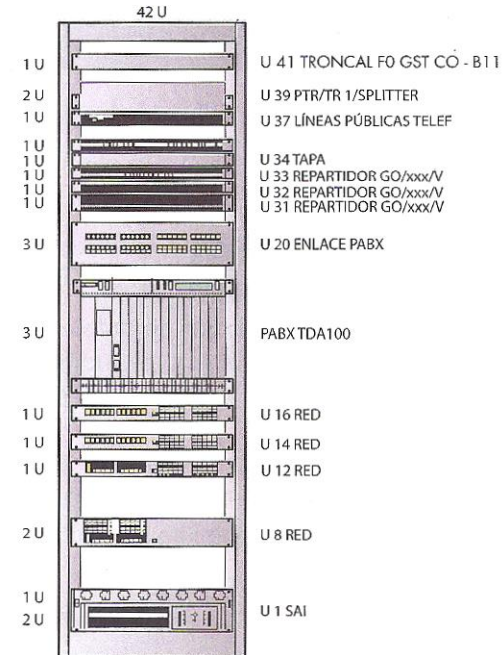 42 U
1 U U 41 TRONCAL F0 GST CO - B11
2 U U 39 PTR/TR 1/SPLITTER
1 U U 37 LÍNEAS PÚBLICAS TELEF
1 U
1 U U 34 TAPA
1 U U 33 REPARTIDOR GO/xxx/V
1 U U 32 REPARTIDOR GO/xxx/V
1 U U 31 REPARTIDOR GO/xxx/V
3 U U 20 ENLACE PABX
3 U PABX TDA100
1 U U 16 RED
1 U U 14 RED
1 U U 12 RED
2 U U 8 RED
1 U
2 U U 1 SAI